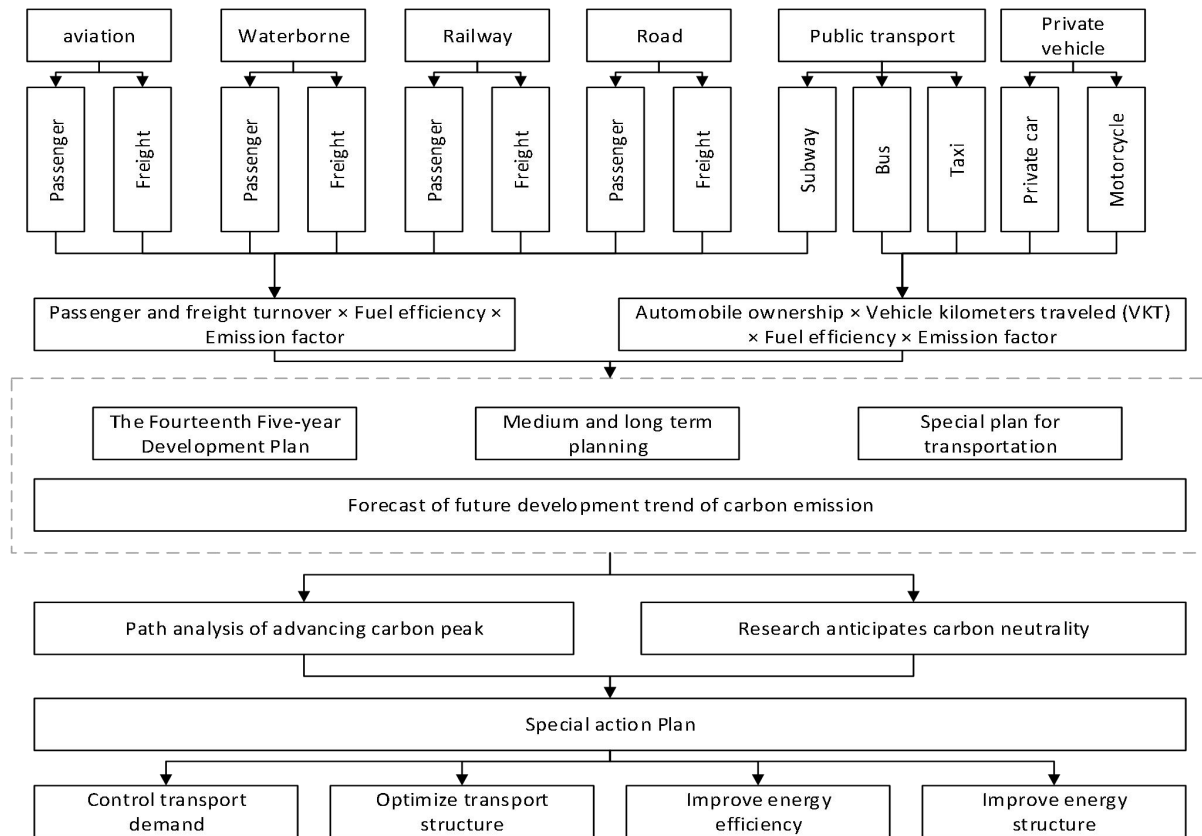 aviation
Waterborne
Railway
Road
Public transport
Private
vehicle
Passenger
Freight
Passenger
Freight
Passenger
Freight
Passenger
Freight
Subway
Bus
Taxi
Private car
Motorcycle
Passenger and freight turnover × Fuel efficiency ×
Emission factor
Automobile ownership × Vehicle kilometers traveled (VKT)
× Fuel efficiency × Emission factor
The Fourteenth Five-year
Development Plan
Medium and long term
planning
Special plan for
transportation
Forecast of future development trend of carbon emission
Path analysis of advancing carbon peak
Research anticipates carbon neutrality
Special action Plan
Control transport
demand
Optimize transport
structure
Improve energy
efficiency
Improve energy
structure